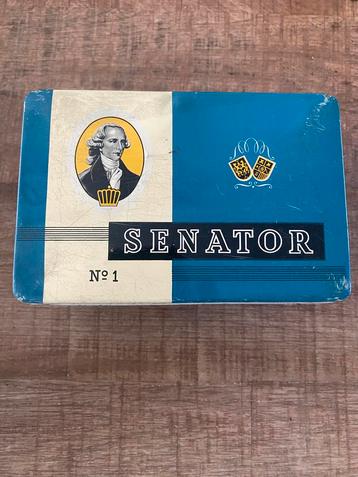 SENATOR
Nº 1